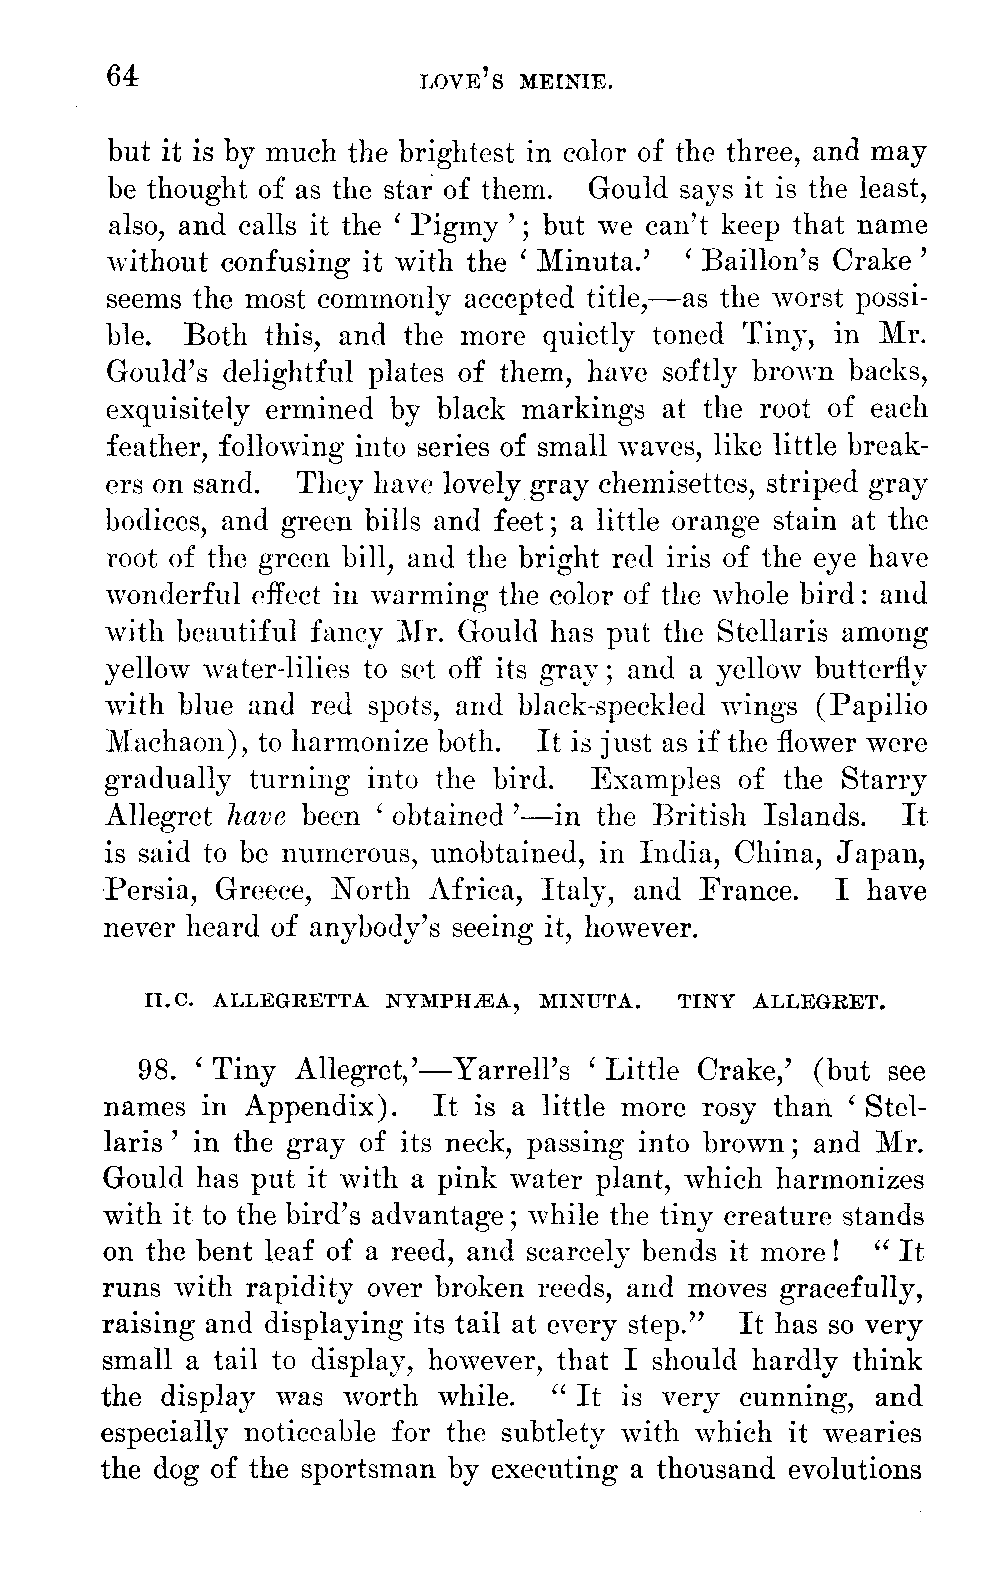 64
LOVE'S MEINIE.
but it is by much the brightest in color of the three, and may
be thought of as the star of them. Gould says it is the least,
also, and calls it the ‘ Pigmy ’; but we can't keep that name
without confusing it with the ‘ Minuta.’ ‘ Baillon's Crake ’
seems the most commonly accepted title,—as the worst possi-
ble. Both this, and the more quietly toned Tiny, in Mr.
Gould's delightful plates of them, have softly brown backs,
exquisitely ermined by black markings at the root of each
feather, following into series of small waves, like little break-
ers on sand. They have lovely gray chemisettes, striped gray
bodices, and green bills and feet; a little orange stain at the
root of the green bill, and the bright red iris of the eye have
wonderful effect in warming the color of the whole bird: and
with beautiful fancy Mr. Gould has put the Stellaris among
yellow water-lilies to set off its gray; and a yellow butterfly
with blue and red spots, and black-speckled wings (Papilio
Machaon), to harmonize both. It is just as if the flower were
gradually turning into the bird. Examples of the Starry
Allegret have been ‘ obtained ’—in the British Islands. It
is said to be numerous, unobtained, in India, China, Japan,
Persia, Greece, North Africa, Italy, and France. I have
never heard of anybody's seeing it, however.
II.C. ALLEGRETTA NYMPHÆA, MINUTA. TINY ALLEGRET.
98. ‘ Tiny Allegret,’—Yarrell's ‘ Little Crake,’ (but see
names in Appendix). It is a little more rosy than ‘ Stel-
laris ’ in the gray of its neck, passing into brown; and Mr.
Gould has put it with a pink water plant, which harmonizes
with it to the bird's advantage; while the tiny creature stands
on the bent leaf of a reed, and scarcely bends it more! “ It
runs with rapidity over broken reeds, and moves gracefully,
raising and displaying its tail at every step.” It has so very
small a tail to display, however, that I should hardly think
the display was worth while. “ It is very cunning, and
especially noticeable for the subtlety with which it wearies
the dog of the sportsman by executing a thousand evolutions